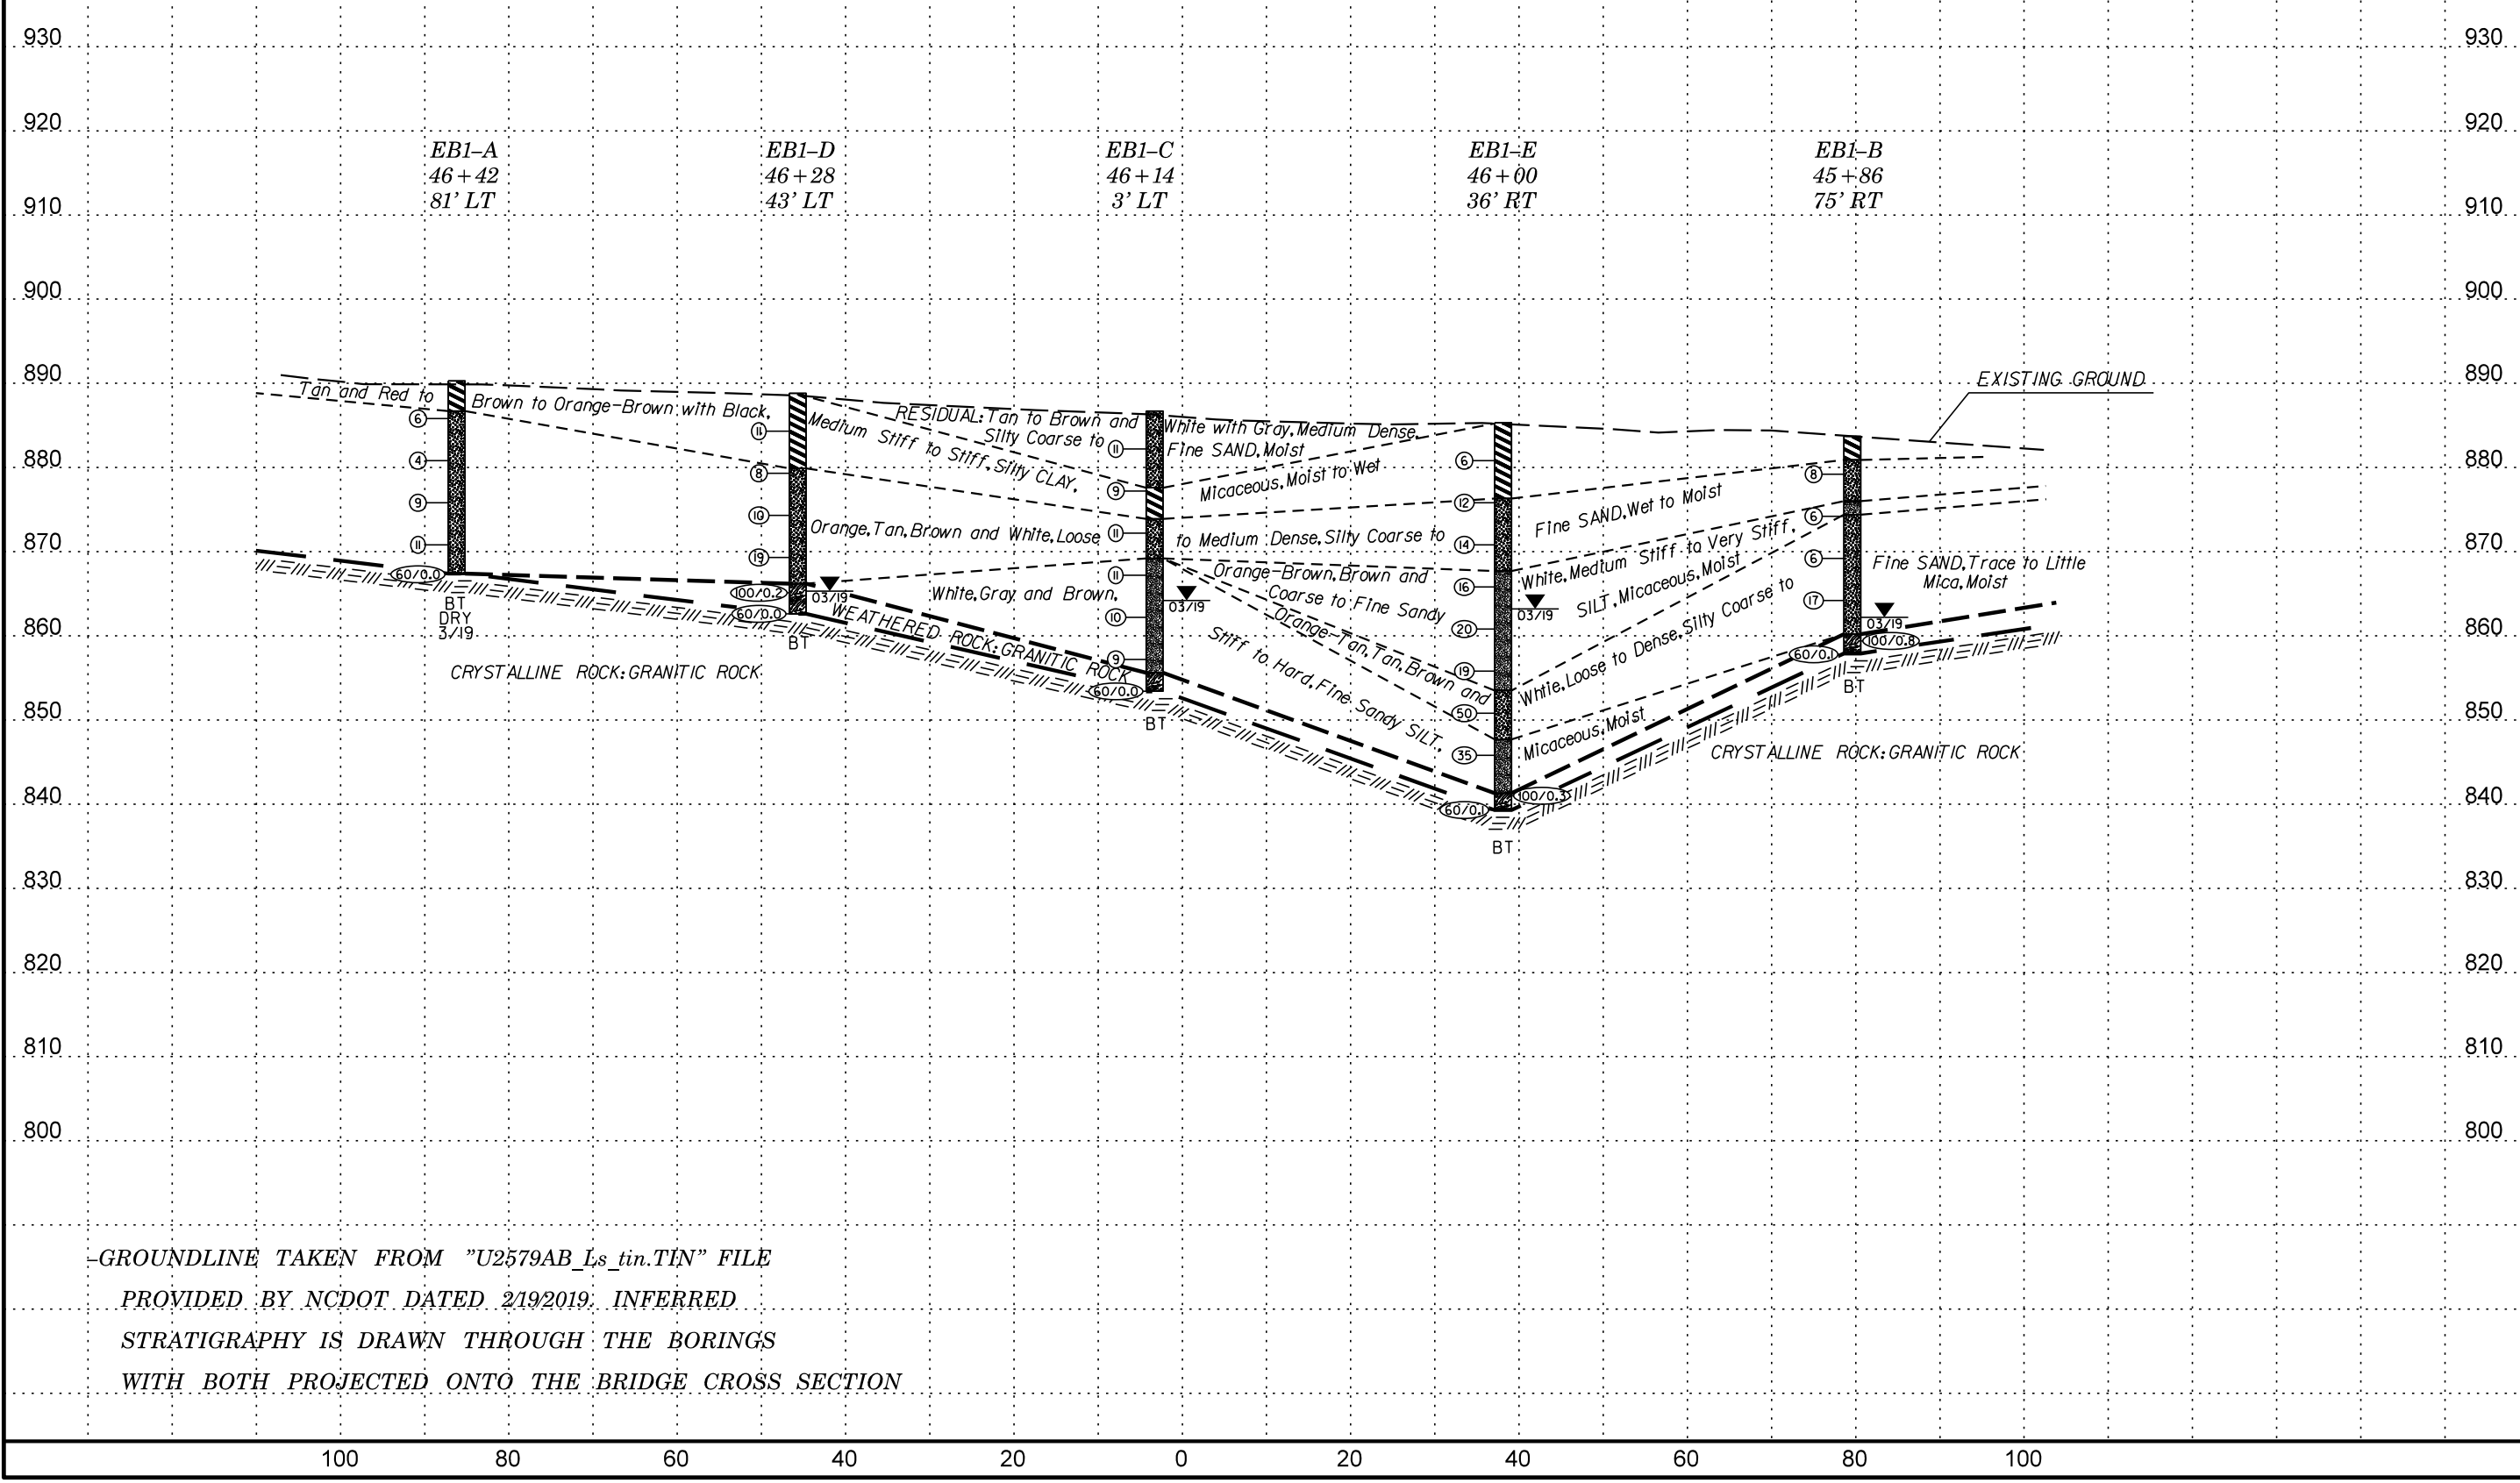 930 930
920 920
EB1-A EB1-D EB1-C EB1-E EB1-B
46+42 46+28 46+14 46+00 45+86
81' LT 43' LT 3' LT 36' RT 75' RT
910 910
900 900
890 890
EXISTING GROUND
Tan and Red to
Brown to Orange-Brown with Black,
Medium Stiff to Stiff, Silty CLAY,
RESIDUAL: Tan to Brown and
Silty Coarse to
White with Gray, Medium Dense,
Fine SAND, Moist
Micaceous, Moist to Wet
6
4
9
11
60/0.0
BT
DRY
3/19
11
8
10
19
100/0.2
60/0.0
BT
03/19
11
9
11
11
10
9
60/0.0
BT
03/19
6
12
14
16
20
19
50
35
100/0.3
60/0.1
BT
03/19
8
6
6
17
100/0.8
60/0.1
BT
03/19
880 880
Orange, Tan, Brown and White, Loose
to Medium Dense, Silty Coarse to
Fine SAND, Wet to Moist
870 870
White, Gray and Brown,
Stiff to Hard, Fine Sandy SILT,
Micaceous, Moist
Orange-Brown, Brown and
Coarse to Fine Sandy
White, Medium Stiff to Very Stiff,
SILT, Micaceous, Moist
Orange-Tan, Tan, Brown and
White, Loose to Dense, Silty Coarse to
Fine SAND, Trace to Little
Mica, Moist
WEATHERED ROCK: GRANITIC ROCK
860 860
CRYSTALLINE ROCK: GRANITIC ROCK
CRYSTALLINE ROCK: GRANITIC ROCK
850 850
840 840
830 830
820 820
810 810
800 800
-GROUNDLINE TAKEN FROM "U2579AB_Ls_tin.TIN" FILE
PROVIDED BY NCDOT DATED 2/19/2019. INFERRED
STRATIGRAPHY IS DRAWN THROUGH THE BORINGS
WITH BOTH PROJECTED ONTO THE BRIDGE CROSS SECTION
100 80 60 40 20 0 20 40 60 80 100